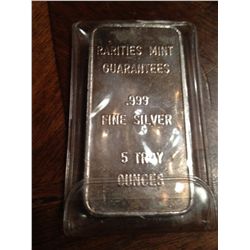 RARITIES MINT
GUARANTEES
.999
FINE SILVER
5 TROY
OUNCES